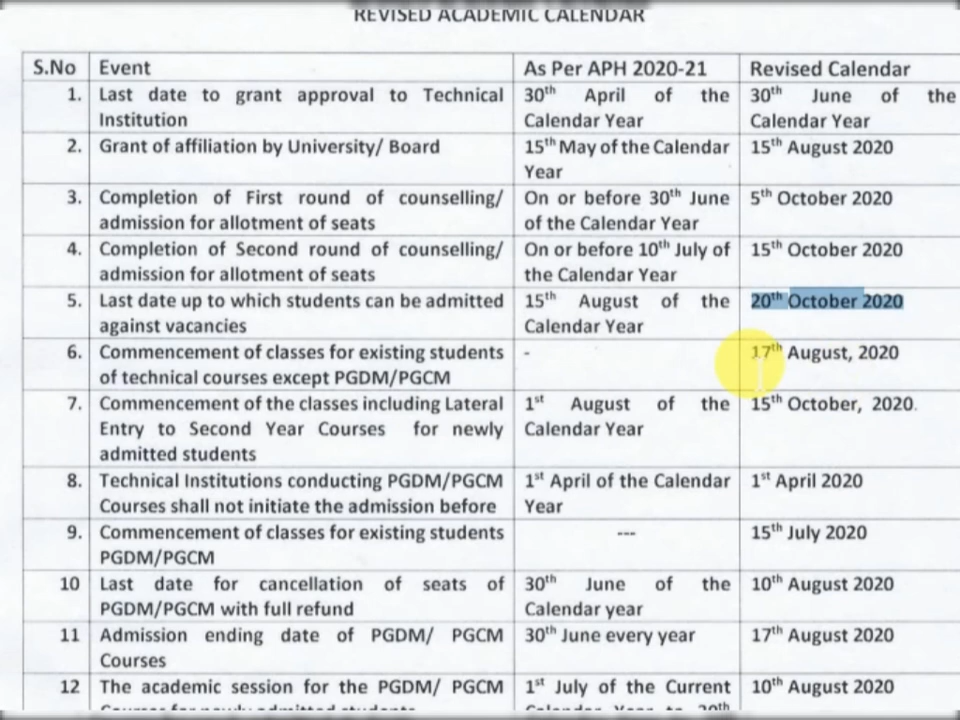 REVISED ACADEMIC CALENDAR
S.No Event As Per APH 2020-21 Revised Calendar
1. Last date to grant approval to Technical 30th April of the 30th June of the
Institution Calendar Year Calendar Year
2. Grant of affiliation by University/ Board 15th May of the Calendar 15th August 2020
Year
3. Completion of First round of counselling/ On or before 30th June 5th October 2020
admission for allotment of seats of the Calendar Year
4. Completion of Second round of counselling/ On or before 10th July of 15th October 2020
admission for allotment of seats the Calendar Year
5. Last date up to which students can be admitted 15th August of the 20th October 2020
against vacancies Calendar Year
6. Commencement of classes for existing students - 17th August, 2020
of technical courses except PGDM/PGCM
7. Commencement of the classes including Lateral 1st August of the 15th October, 2020.
Entry to Second Year Courses for newly Calendar Year
admitted students
8. Technical Institutions conducting PGDM/PGCM 1st April of the Calendar 1st April 2020
Courses shall not initiate the admission before Year
9. Commencement of classes for existing students --- 15th July 2020
PGDM/PGCM
10 Last date for cancellation of seats of 30th June of the 10th August 2020
PGDM/PGCM with full refund Calendar year
11 Admission ending date of PGDM/ PGCM 30th June every year 17th August 2020
Courses
12 The academic session for the PGDM/ PGCM 1st July of the Current 10th August 2020